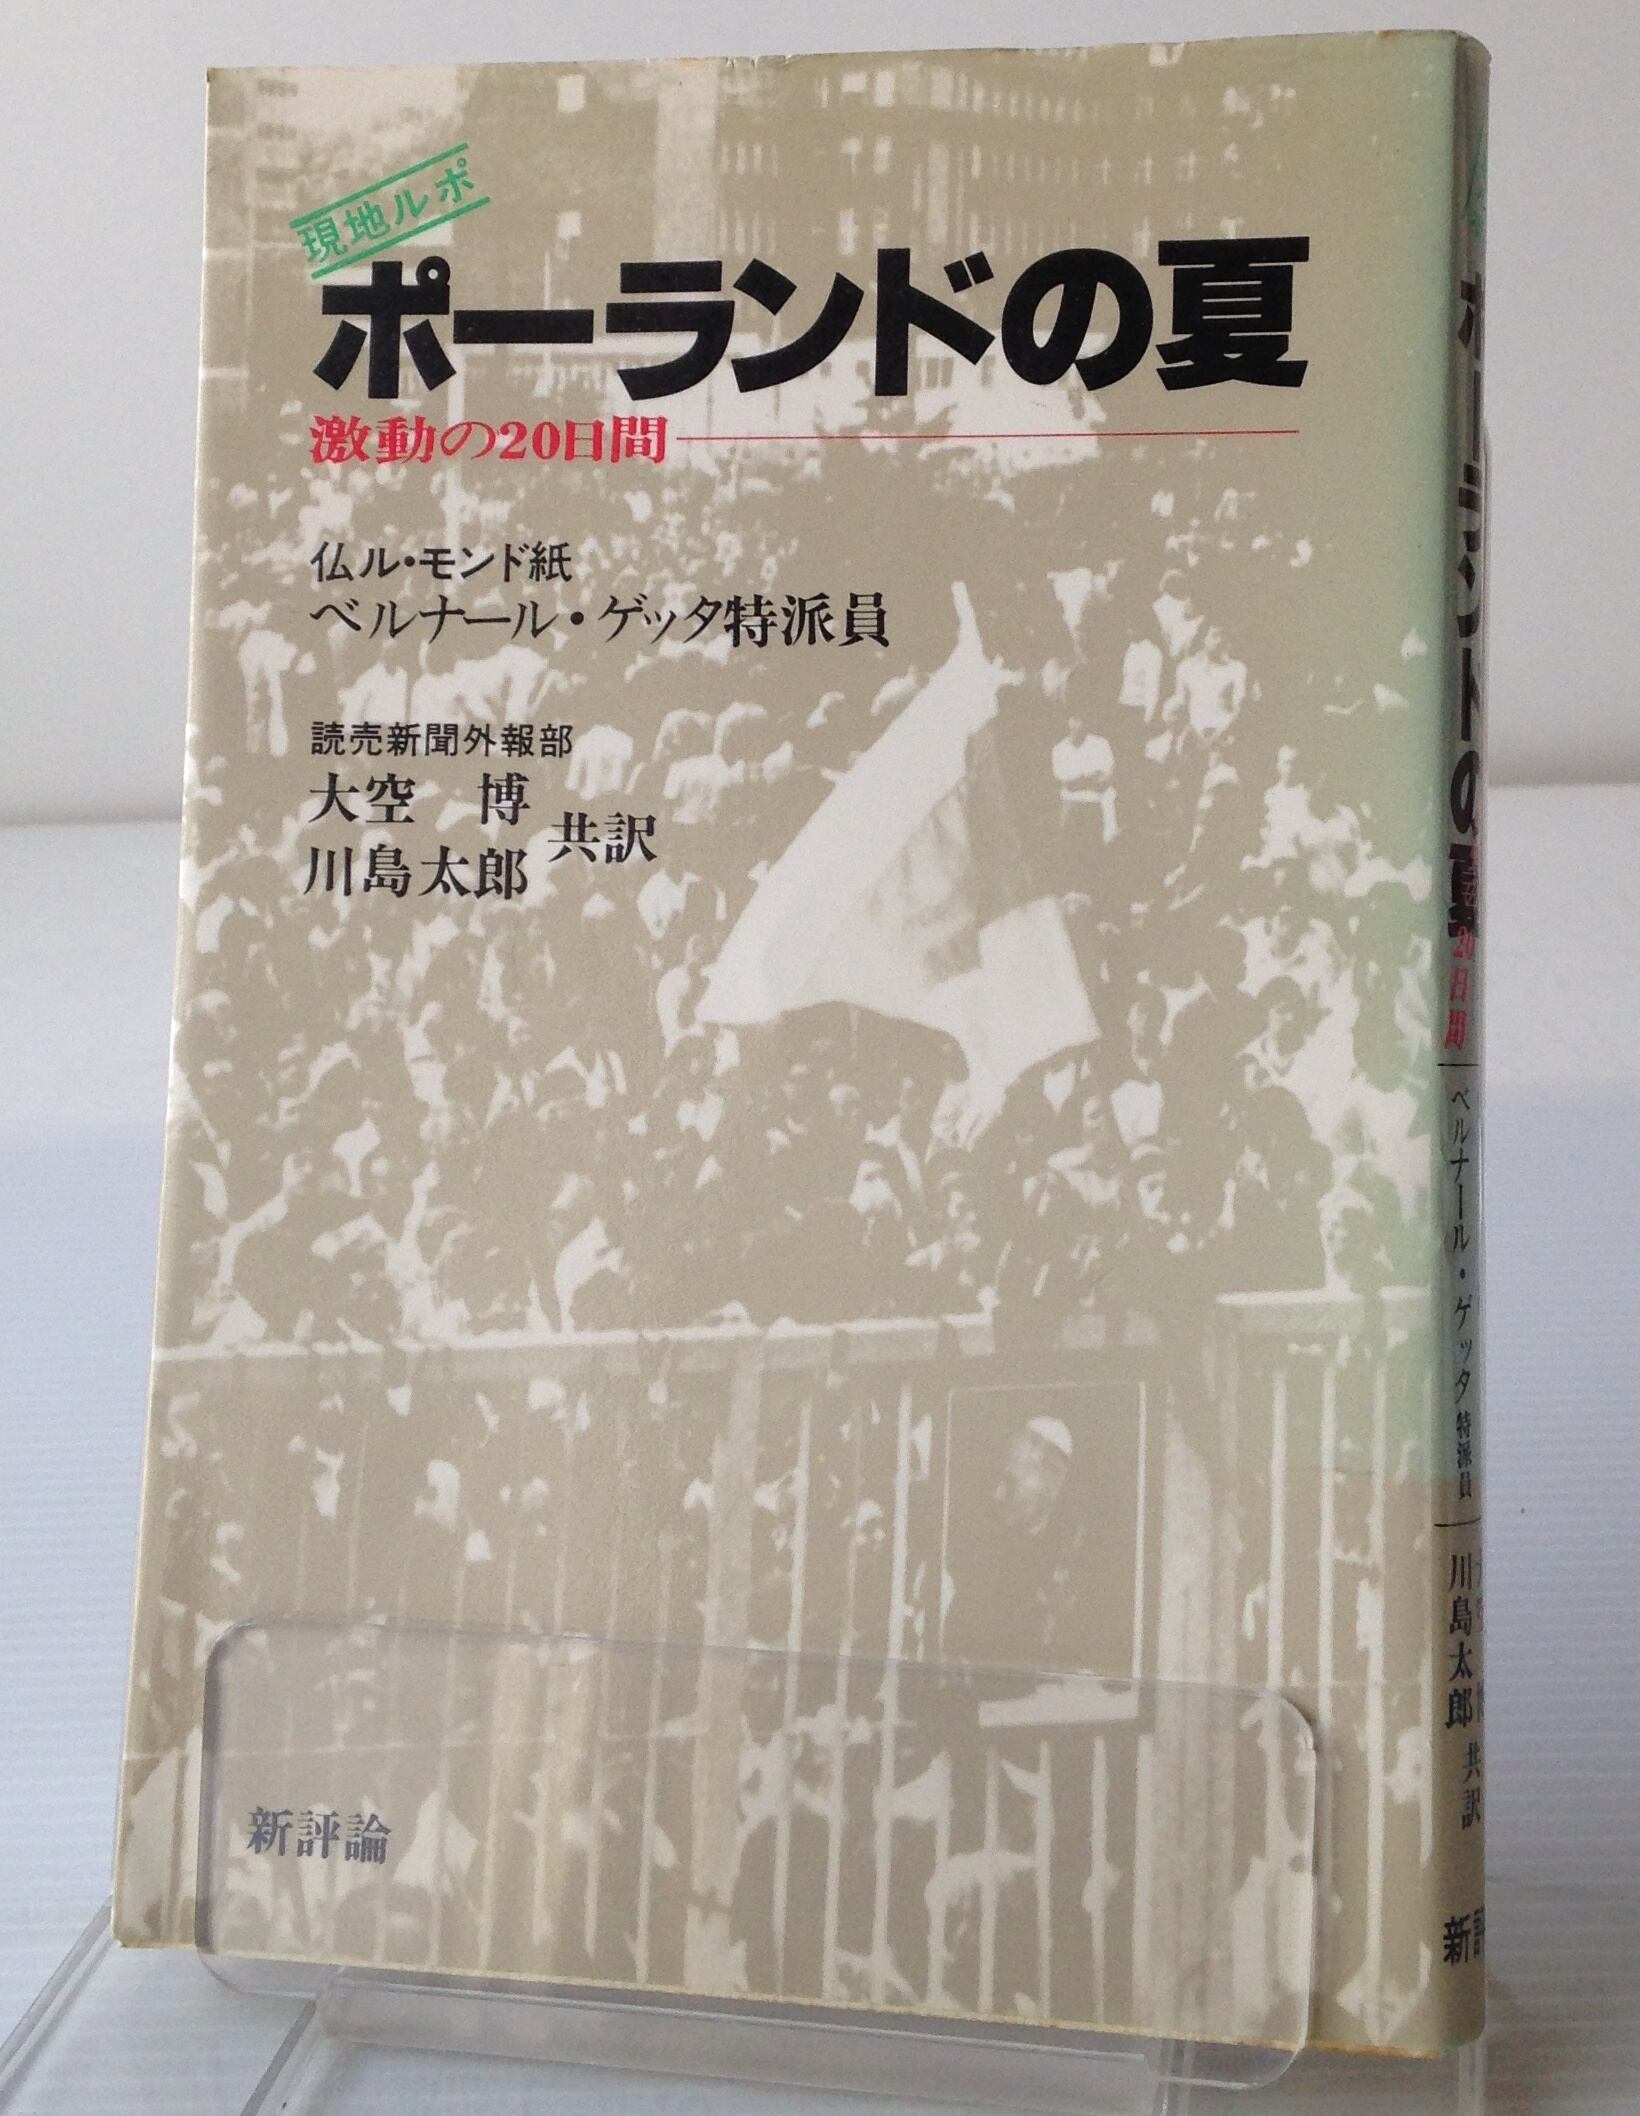 現地ルポ
ポーランドの夏
激動の20日間
仏ル・モンド紙
ベルナール・ゲッタ特派員
読売新聞外報部
大空 博
川島太郎
共訳
新評論
ポーランドの夏
20日間
ベルナール・ゲッタ特派員
川島太郎
共訳
新評